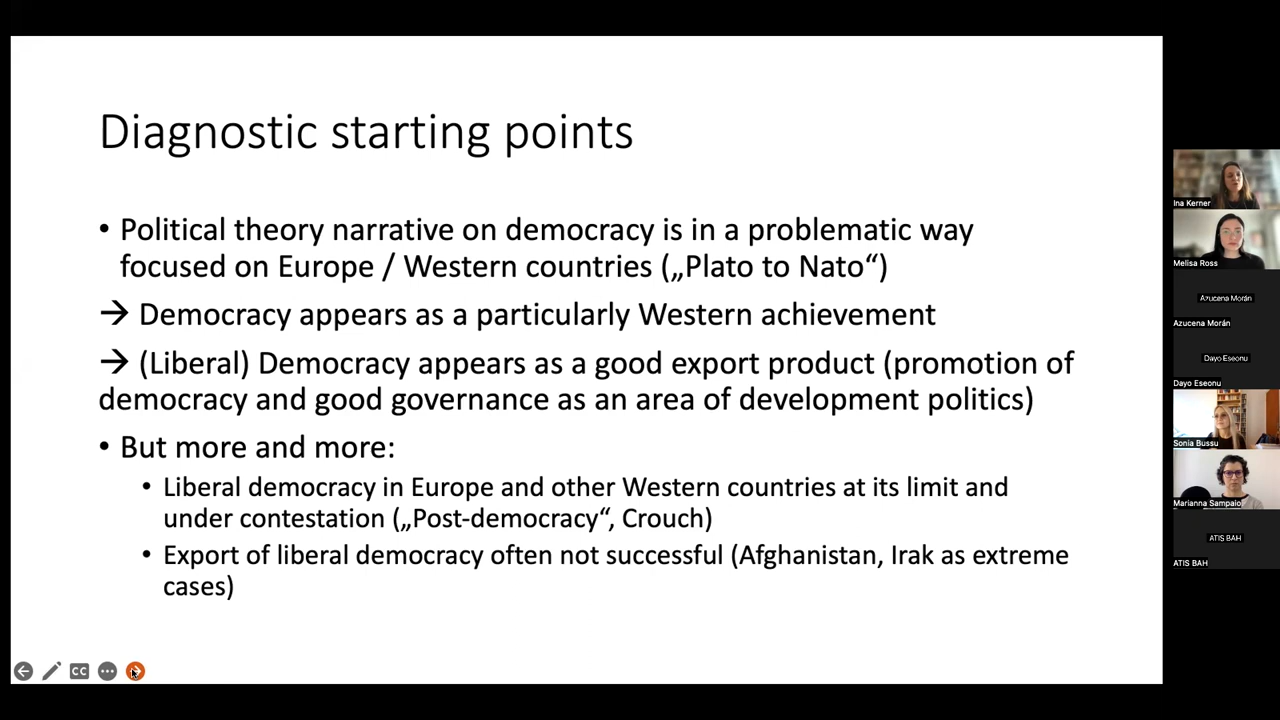 Diagnostic starting points
• Political theory narrative on democracy is in a problematic way
focused on Europe / Western countries („Plato to Nato“)
→ Democracy appears as a particularly Western achievement
→ (Liberal) Democracy appears as a good export product (promotion of
democracy and good governance as an area of development politics)
• But more and more:
• Liberal democracy in Europe and other Western countries at its limit and
under contestation („Post-democracy“, Crouch)
• Export of liberal democracy often not successful (Afghanistan, Irak as extreme
cases)
CC
Ina Kerner
Melisa Ross
Azucena Morán
Azucena Morán
Dayo Eseonu
Dayo Eseonu
Sonia Bussu
Marianna Sampaio
ATIS BAH
ATIS BAH